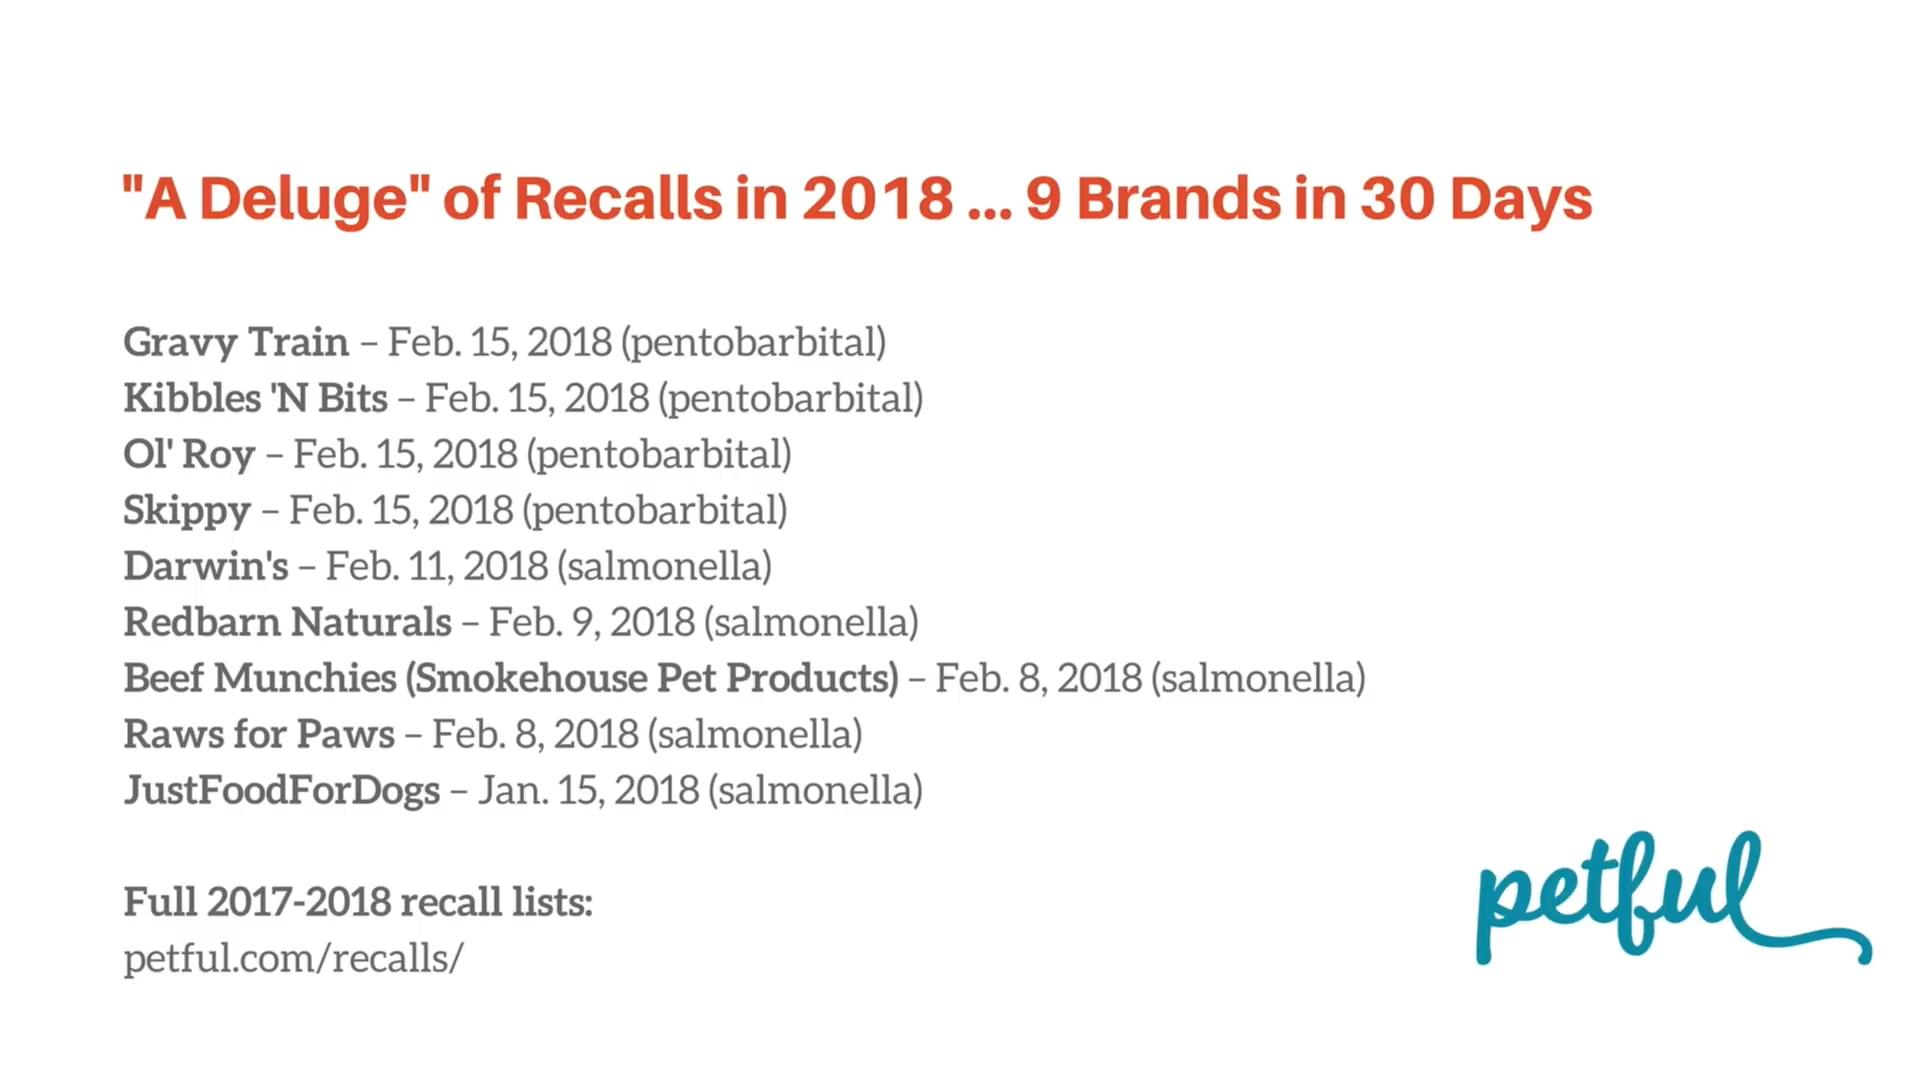 "A Deluge" of Recalls in 2018 ... 9 Brands in 30 Days
Gravy Train – Feb. 15, 2018 (pentobarbital)
Kibbles 'N Bits – Feb. 15, 2018 (pentobarbital)
Ol' Roy – Feb. 15, 2018 (pentobarbital)
Skippy – Feb. 15, 2018 (pentobarbital)
Darwin's – Feb. 11, 2018 (salmonella)
Redbarn Naturals – Feb. 9, 2018 (salmonella)
Beef Munchies (Smokehouse Pet Products) – Feb. 8, 2018 (salmonella)
Raws for Paws – Feb. 8, 2018 (salmonella)
JustFoodForDogs – Jan. 15, 2018 (salmonella)
Full 2017-2018 recall lists:
petful.com/recalls/
petful